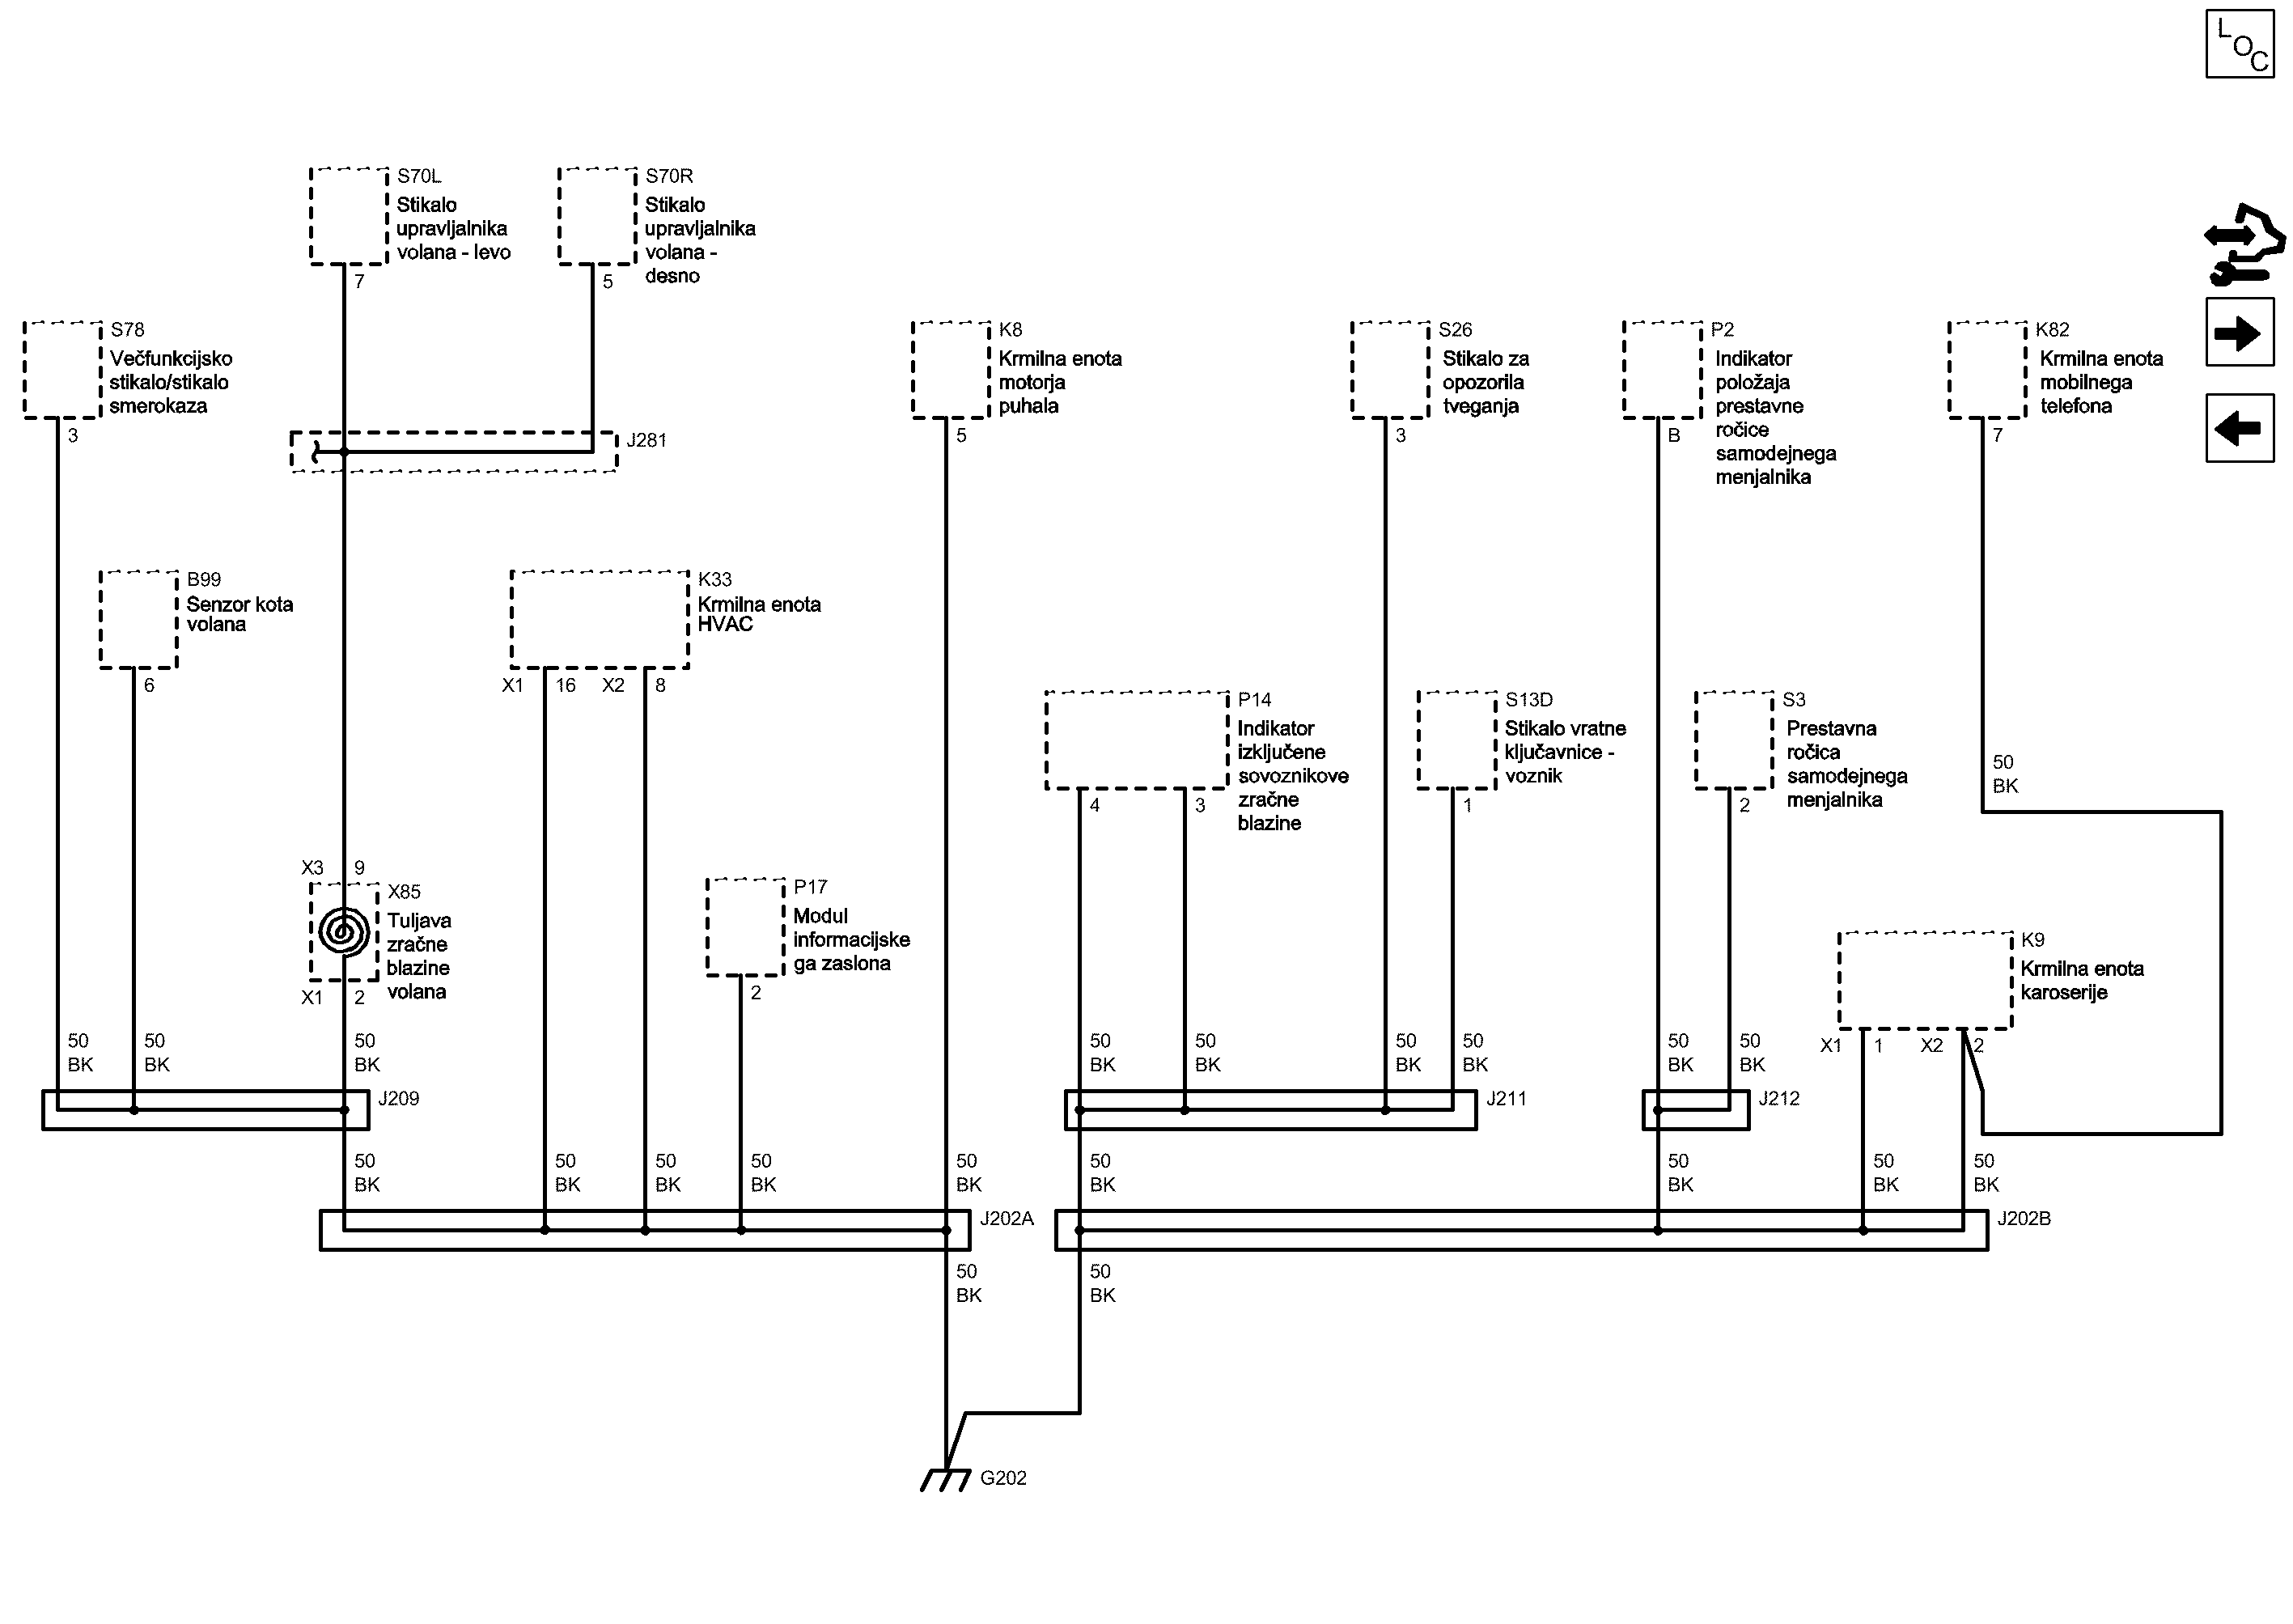 LOC
S70L
Stikalo
upravljalnika
volana - levo
7
S70R
Stikalo
upravljalnika
volana -
desno
5
S78
Večfunkcijsko
stikalo/stikalo
smerokaza
3
J281
K8
Krmilna enota
motorja
puhala
5
S26
Stikalo za
opozorila
tveganja
3
P2
Indikator
položaja
prestavne
ročice
samodejnega
menjalnika
B
K82
Krmilna enota
mobilnega
telefona
7
B99
Senzor kota
volana
6
K33
Krmilna enota
HVAC
X1 16 X2 8
P14
Indikator
izključene
sovoznikove
zračne
blazine
4 3
S13D
Stikalo vratne
ključavnice -
voznik
1
S3
Prestavna
ročica
samodejnega
menjalnika
2
50
BK
X3 9
X85
Tuljava
zračne
blazine
volana
X1 2
P17
Modul
informacijske
ga zaslona
2
K9
Krmilna enota
karoserije
X1 1 X2 2
50 50 50 50 50 50 50 50 50
BK BK BK BK BK BK BK BK BK
J209 J211 J212
50 50 50 50 50 50 50 50 50
BK BK BK BK BK BK BK BK BK
J202A J202B
50 50
BK BK
G202